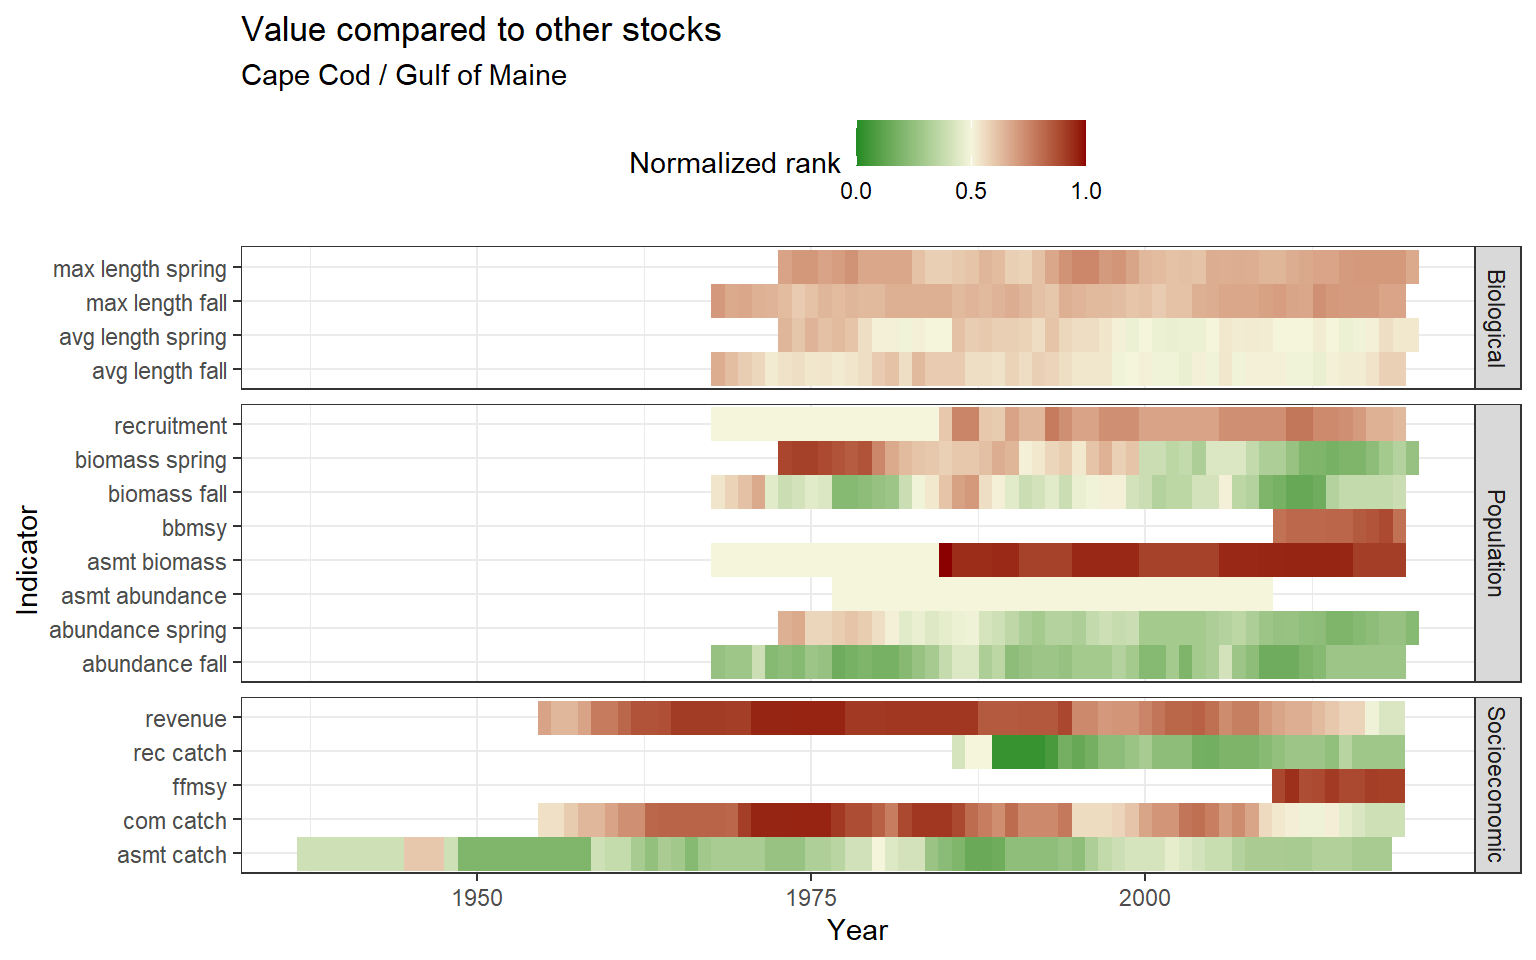 Value compared to other stocks
Cape Cod / Gulf of Maine
Normalized rank
0.0 0.5 1.0
max length spring
max length fall
avg length spring
avg length fall
Biological
recruitment
biomass spring
biomass fall
bbmsy
asmt biomass
asmt abundance
abundance spring
abundance fall
Population
revenue
rec catch
ffmsy
com catch
asmt catch
Socioeconomic
Indicator
1950 1975 2000
Year